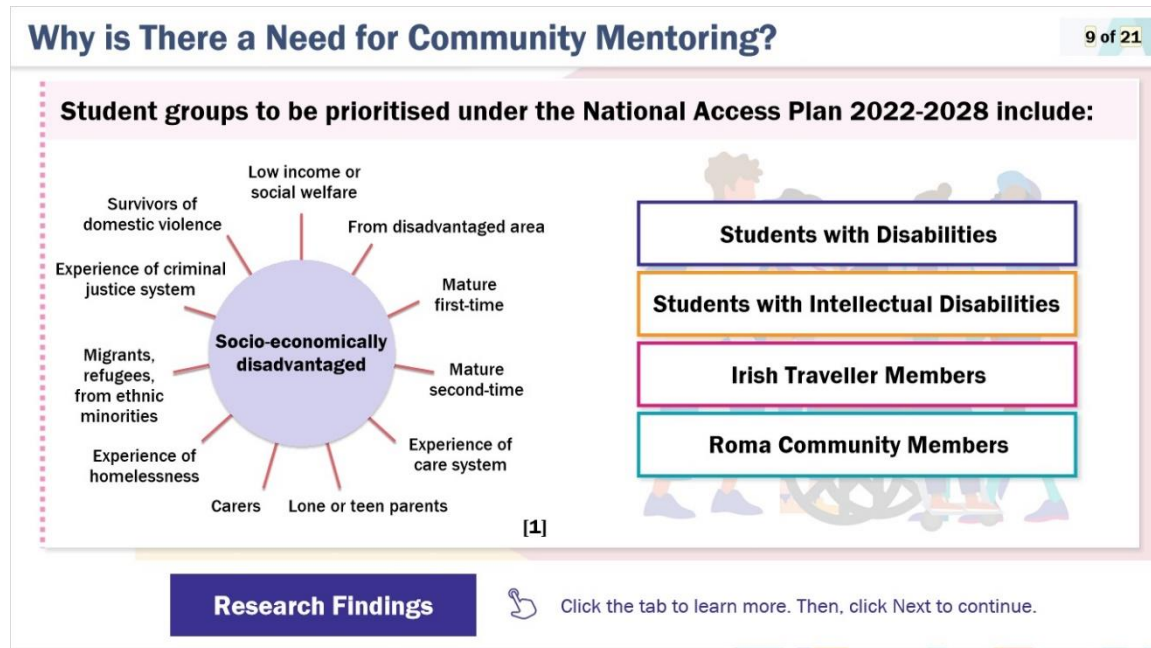 Why is There a Need for Community Mentoring?
9 of 21
Student groups to be prioritised under the National Access Plan 2022-2028 include:
Low income or
social welfare
From disadvantaged area
Mature
first-time
Mature
second-time
Experience of
care system
Lone or teen parents
Carers
Experience of
homelessness
Migrants,
refugees,
from ethnic
minorities
Experience of criminal
justice system
Survivors of
domestic violence
Socio-economically
disadvantaged
[1]
Students with Disabilities
Students with Intellectual Disabilities
Irish Traveller Members
Roma Community Members
Research Findings
Click the tab to learn more. Then, click Next to continue.